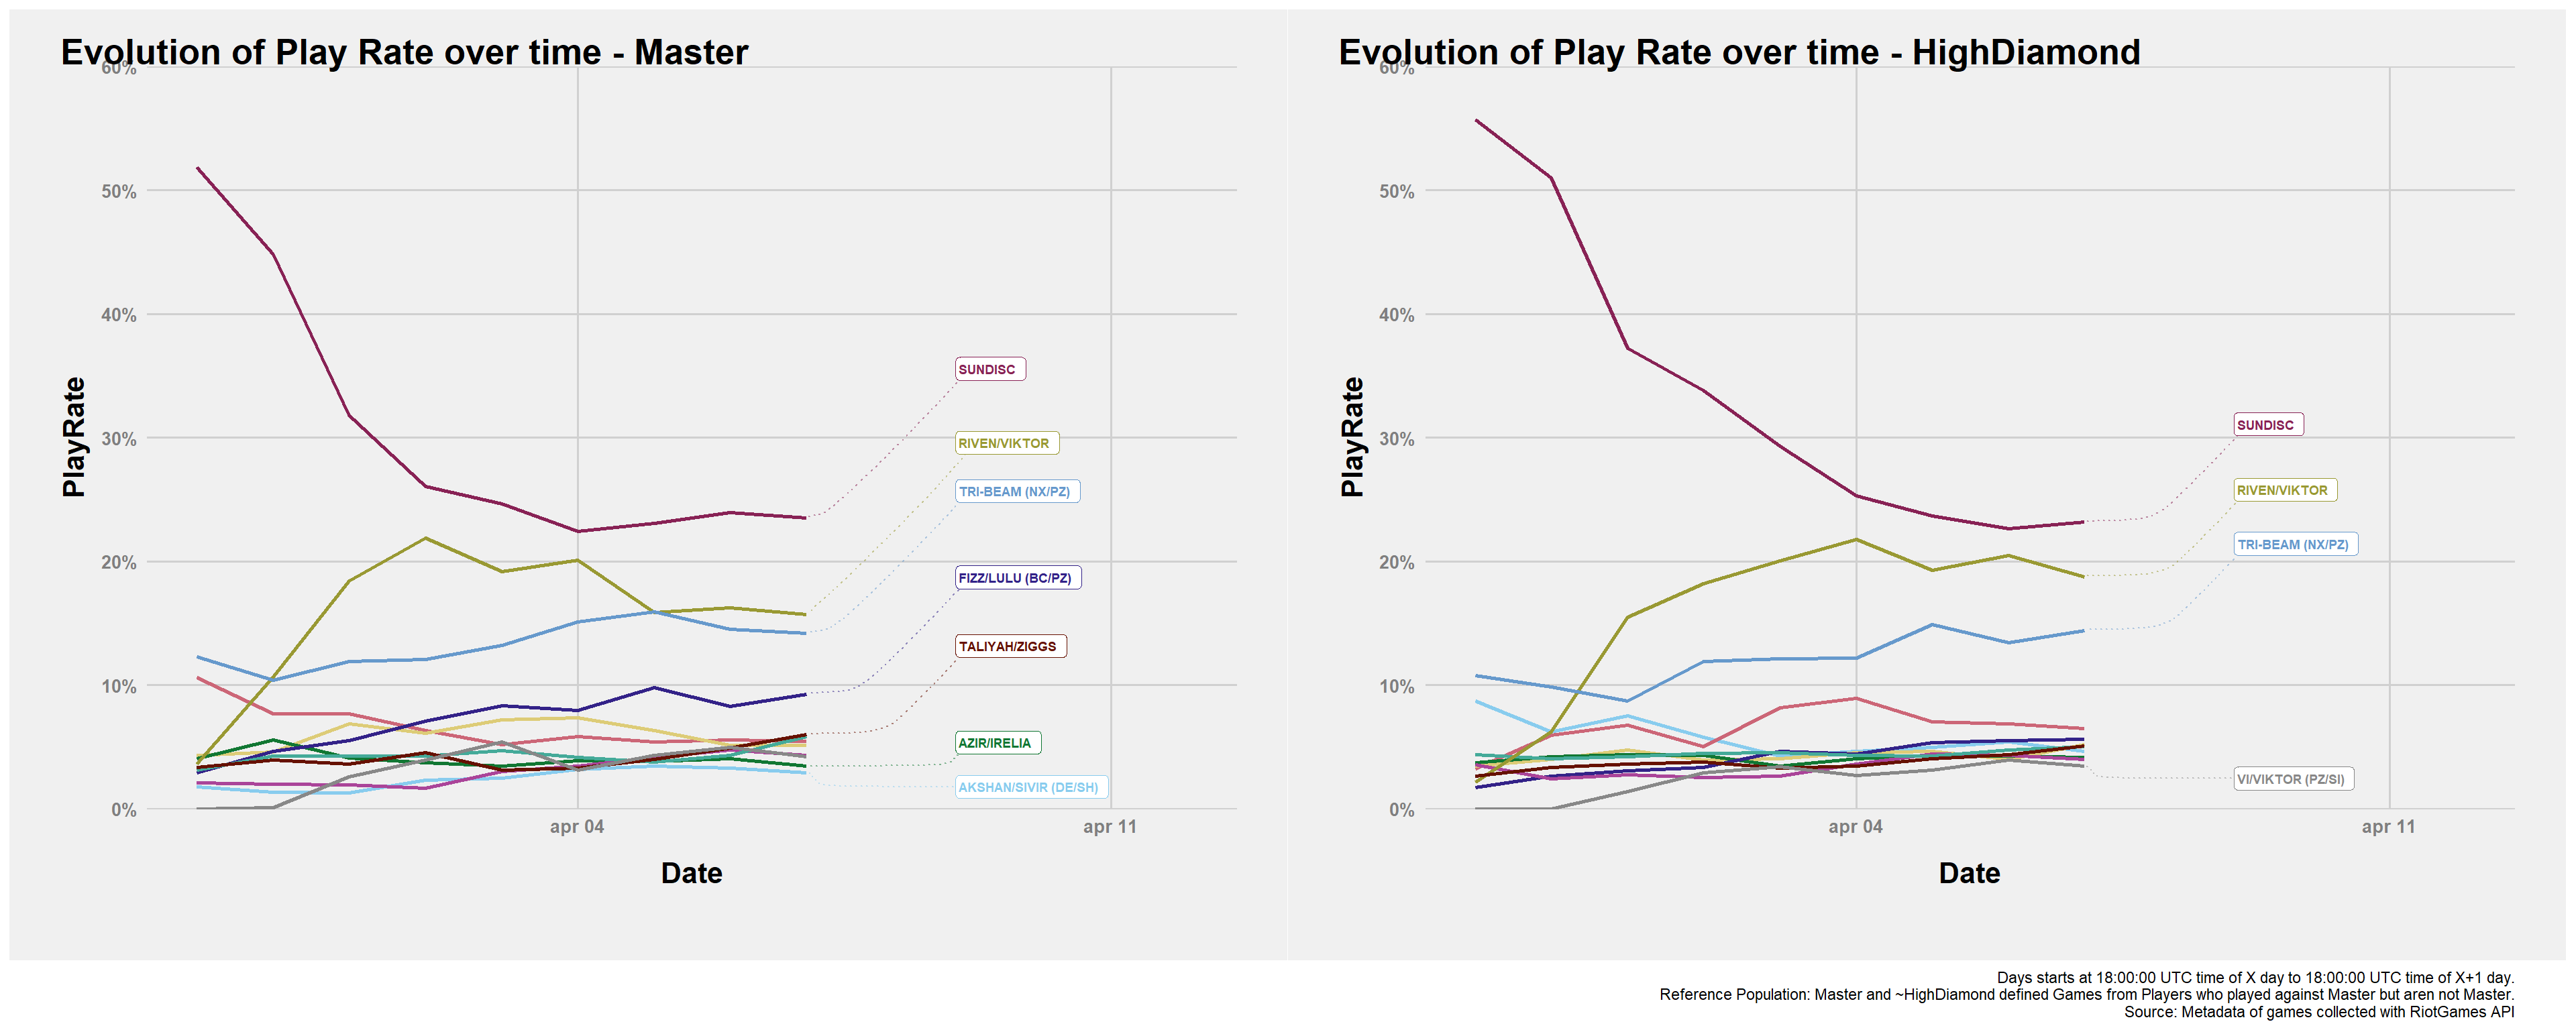 Evolution of Play Rate over time - Master
60%
50%
40%
30%
20%
10%
0%
PlayRate
SUNDISC
RIVEN/VIKTOR
TRI-BEAM (NX/PZ)
FIZZ/LULU (BC/PZ)
TALIYAH/ZIGGS
AZIR/IRELIA
AKSHAN/SIVIR (DE/SH)
apr 04
apr 11
Date
Evolution of Play Rate over time - HighDiamond
60%
50%
40%
30%
20%
10%
0%
PlayRate
SUNDISC
RIVEN/VIKTOR
TRI-BEAM (NX/PZ)
VI/VIKTOR (PZ/SI)
apr 04
apr 11
Date
Days starts at 18:00:00 UTC time of X day to 18:00:00 UTC time of X+1 day.
Reference Population: Master and ~HighDiamond defined Games from Players who played against Master but aren not Master.
Source: Metadata of games collected with RiotGames API